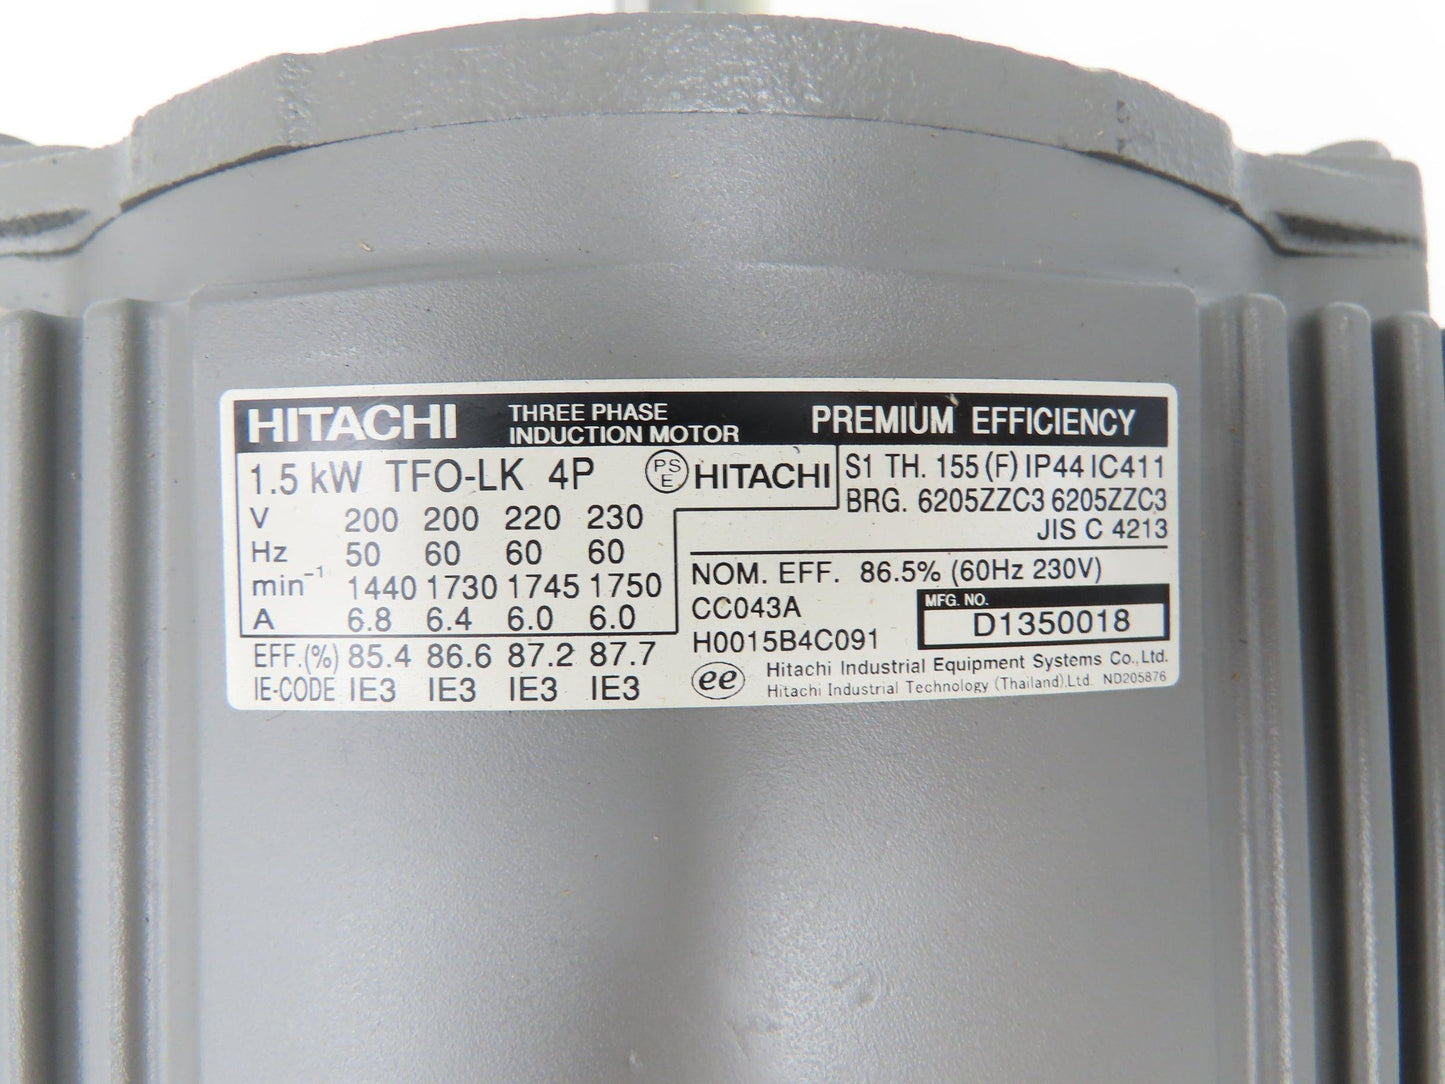 HITACHI THREE PHASE INDUCTION MOTOR PREMIUM EFFICIENCY
1.5 kW TFO-LK 4P PSE HITACHI
V 200 200 220 230
Hz 50 60 60 60
min⁻¹ 1440 1730 1745 1750
A 6.8 6.4 6.0 6.0
EFF.(%) 85.4 86.6 87.2 87.7
IE-CODE IE3 IE3 IE3 IE3
S1 TH. 155 (F) IP44 IC411
BRG. 6205ZZC3 6205ZZC3
JIS C 4213
NOM. EFF. 86.5% (60Hz 230V)
CC043A
H0015B4C091
MFG. NO.
D1350018
ee Hitachi Industrial Equipment Systems Co., Ltd.
Hitachi Industrial Technology (Thailand).Ltd. ND205876